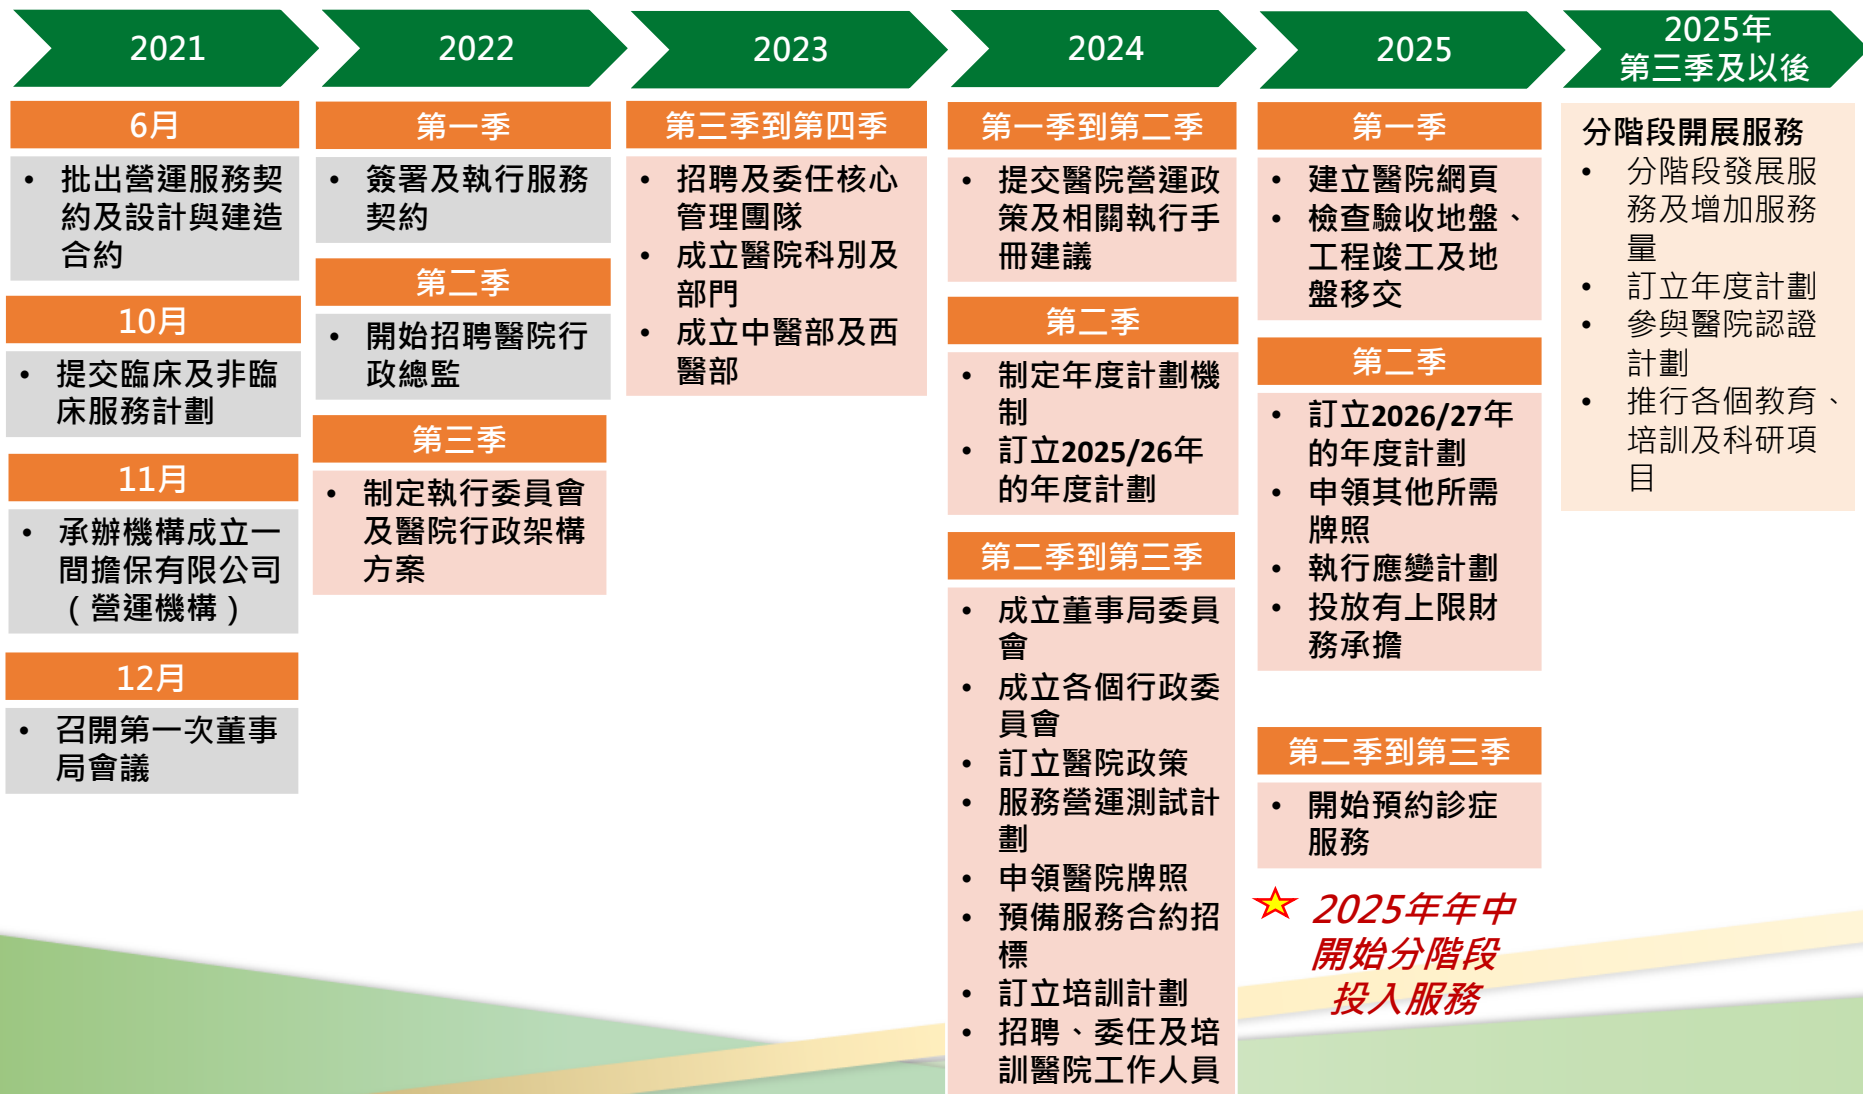 2021
6月
• 批出營運服務契
約及設計與建造
合約
10月
• 提交臨床及非臨
床服務計劃
11月
• 承辦機構成立一
間擔保有限公司
（營運機構）
12月
• 召開第一次董事
局會議
2022
第一季
• 簽署及執行服務
契約
第二季
• 開始招聘醫院行
政總監
第三季
• 制定執行委員會
及醫院行政架構
方案
2023
第三季到第四季
• 招聘及委任核心
管理團隊
• 成立醫院科別及
部門
• 成立中醫部及西
醫部
2024
第一季到第二季
• 提交醫院營運政
策及相關執行手
冊建議
第二季
• 制定年度計劃機
制
• 訂立2025/26年
的年度計劃
第二季到第三季
• 成立董事局委員
會
• 成立各個行政委
員會
• 訂立醫院政策
• 服務營運測試計
劃
• 申領醫院牌照
• 預備服務合約招
標
• 訂立培訓計劃
• 招聘、委任及培
訓醫院工作人員
2025
第一季
• 建立醫院網頁
• 檢查驗收地盤、
工程竣工及地
盤移交
第二季
• 訂立2026/27年
的年度計劃
• 申領其他所需
牌照
• 執行應變計劃
• 投放有上限財
務承擔
第二季到第三季
• 開始預約診症
服務
2025年年中
開始分階段
投入服務
2025年
第三季及以後
分階段開展服務
• 分階段發展服
務及增加服務
量
• 訂立年度計劃
• 參與醫院認證
計劃
• 推行各個教育、
培訓及科研項
目